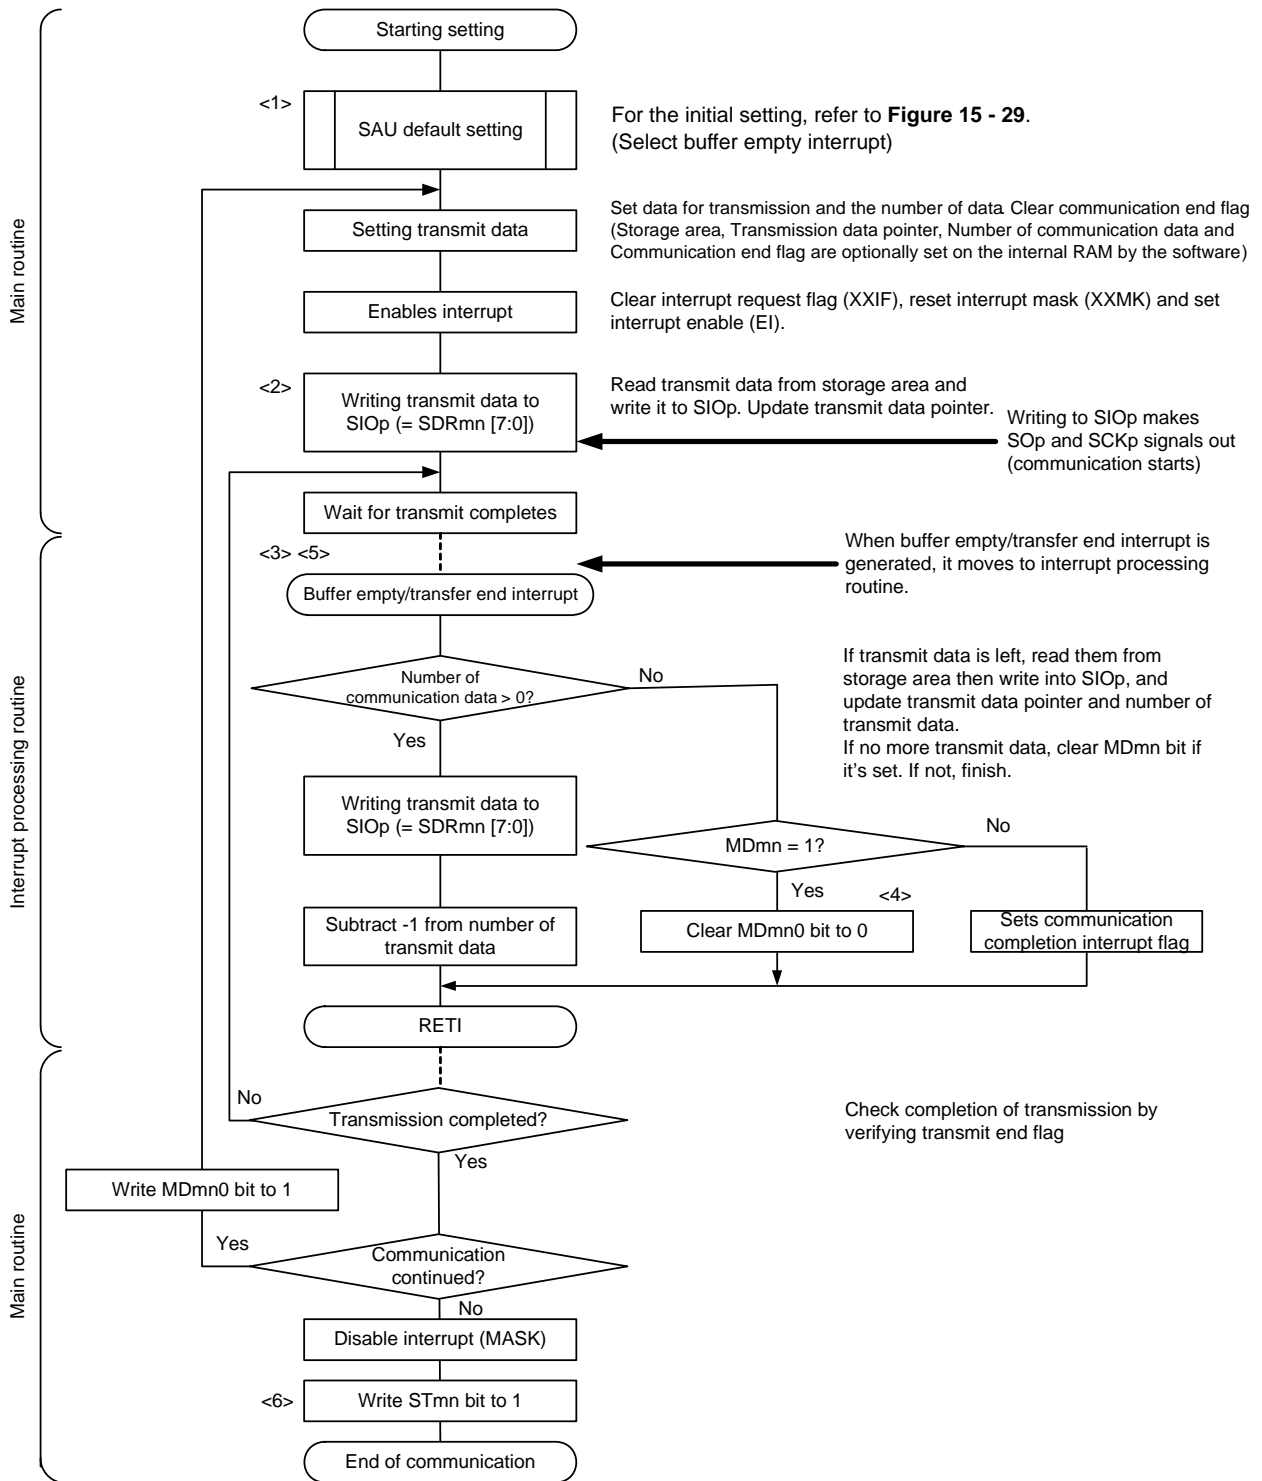 Starting setting
<1>
SAU default setting
For the initial setting, refer to Figure 15 - 29.
(Select buffer empty interrupt)
Main routine
Setting transmit data
Set data for transmission and the number of data. Clear communication end flag
(Storage area, Transmission data pointer, Number of communication data and
Communication end flag are optionally set on the internal RAM by the software)
Enables interrupt
Clear interrupt request flag (XXIF), reset interrupt mask (XXMK) and set
interrupt enable (EI).
<2>
Writing transmit data to
SIOp (= SDRmn [7:0])
Read transmit data from storage area and
write it to SIOp. Update transmit data pointer.
Writing to SIOp makes
SOp and SCKp signals out
(communication starts)
Wait for transmit completes
<3> <5>
When buffer empty/transfer end interrupt is
generated, it moves to interrupt processing
routine.
Buffer empty/transfer end interrupt
Interrupt processing routine
Number of
communication data > 0?
No
Yes
If transmit data is left, read them from
storage area then write into SIOp, and
update transmit data pointer and number of
transmit data.
If no more transmit data, clear MDmn bit if
it's set. If not, finish.
Writing transmit data to
SIOp (= SDRmn [7:0])
MDmn = 1?
No
Yes
<4>
Subtract -1 from number of
transmit data
Clear MDmn0 bit to 0
Sets communication
completion interrupt flag
RETI
Main routine
No
Transmission completed?
Check completion of transmission by
verifying transmit end flag
Yes
Write MDmn0 bit to 1
Yes
Communication
continued?
No
Disable interrupt (MASK)
<6>
Write STmn bit to 1
End of communication